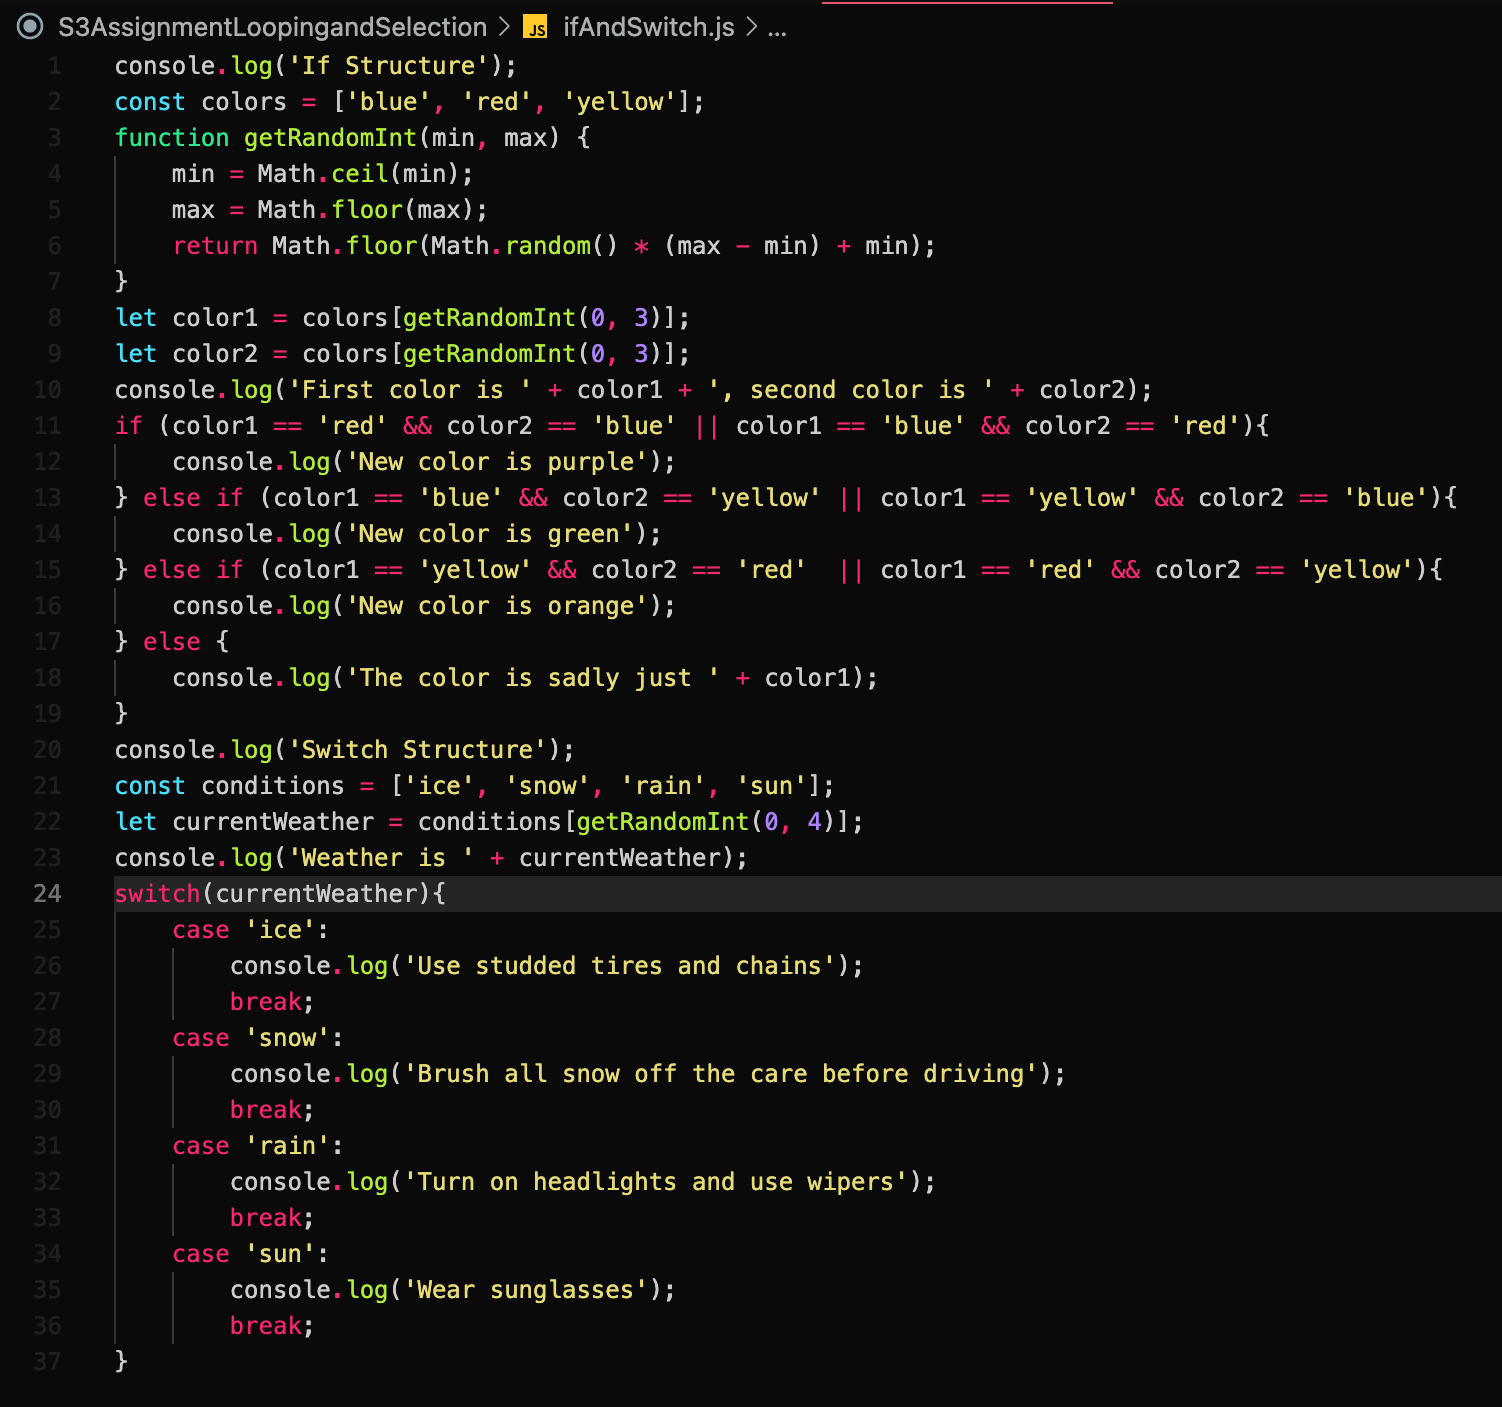 S3AssignmentLoopingandSelection > JS ifAndSwitch.js > ...
1 console.log('If Structure');
2 const colors = ['blue', 'red', 'yellow'];
3 function getRandomInt(min, max) {
4     min = Math.ceil(min);
5     max = Math.floor(max);
6     return Math.floor(Math.random() * (max - min) + min);
7 }
8 let color1 = colors[getRandomInt(0, 3)];
9 let color2 = colors[getRandomInt(0, 3)];
10 console.log('First color is ' + color1 + ', second color is ' + color2);
11 if (color1 == 'red' && color2 == 'blue' || color1 == 'blue' && color2 == 'red'){
12     console.log('New color is purple');
13 } else if (color1 == 'blue' && color2 == 'yellow' || color1 == 'yellow' && color2 == 'blue'){
14     console.log('New color is green');
15 } else if (color1 == 'yellow' && color2 == 'red'  || color1 == 'red' && color2 == 'yellow'){
16     console.log('New color is orange');
17 } else {
18     console.log('The color is sadly just ' + color1);
19 }
20 console.log('Switch Structure');
21 const conditions = ['ice', 'snow', 'rain', 'sun'];
22 let currentWeather = conditions[getRandomInt(0, 4)];
23 console.log('Weather is ' + currentWeather);
24 switch(currentWeather){
25     case 'ice':
26         console.log('Use studded tires and chains');
27         break;
28     case 'snow':
29         console.log('Brush all snow off the care before driving');
30         break;
31     case 'rain':
32         console.log('Turn on headlights and use wipers');
33         break;
34     case 'sun':
35         console.log('Wear sunglasses');
36         break;
37 }